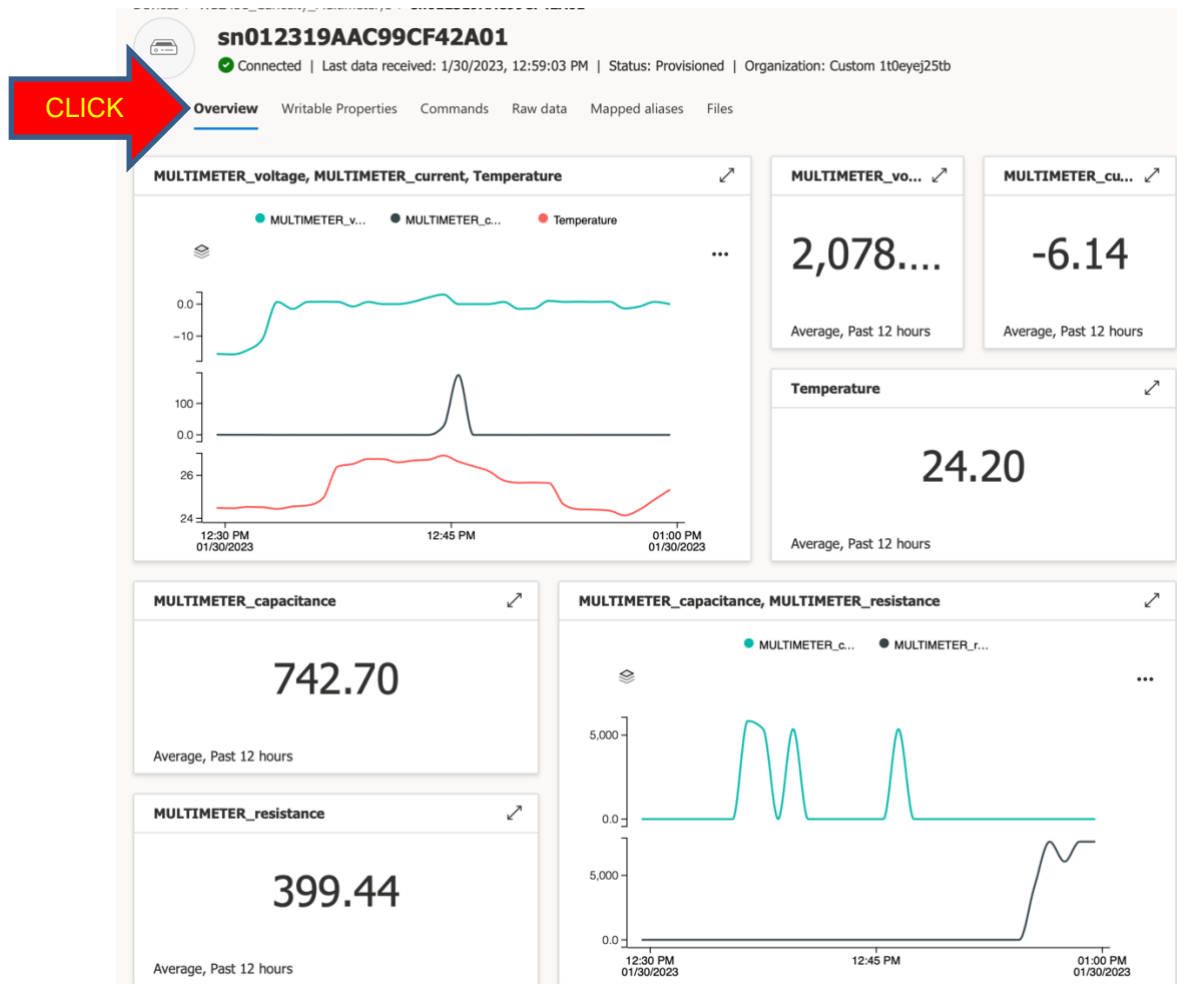 sn012319AAC99CF42A01
Connected | Last data received: 1/30/2023, 12:59:03 PM | Status: Provisioned | Organization: Custom 1t0eyej25tb
CLICK
Overview Writable Properties Commands Raw data Mapped aliases Files
MULTIMETER_voltage, MULTIMETER_current, Temperature
MULTIMETER_v... MULTIMETER_c... Temperature
0.0
−10
100
0.0
26
24
12:30 PM 12:45 PM 01:00 PM
01/30/2023 01/30/2023
MULTIMETER_vo...
2,078....
Average, Past 12 hours
MULTIMETER_cu...
-6.14
Average, Past 12 hours
Temperature
24.20
Average, Past 12 hours
MULTIMETER_capacitance
742.70
Average, Past 12 hours
MULTIMETER_capacitance, MULTIMETER_resistance
MULTIMETER_c... MULTIMETER_r...
5,000
0.0
5,000
0.0
12:30 PM 12:45 PM 01:00 PM
01/30/2023 01/30/2023
MULTIMETER_resistance
399.44
Average, Past 12 hours